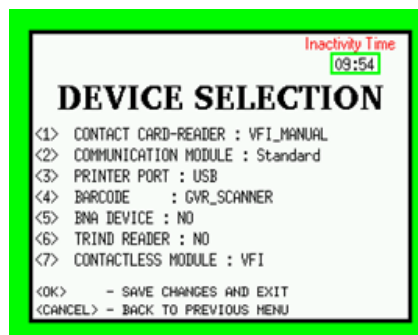 Inactivity Time
09:54
DEVICE SELECTION
<1> CONTACT CARD-READER : VFI_MANUAL
<2> COMMUNICATION MODULE : Standard
<3> PRINTER PORT : USB
<4> BARCODE : GVR_SCANNER
<5> BNA DEVICE : NO
<6> TRIND READER : NO
<7> CONTACTLESS MODULE : VFI
<OK> - SAVE CHANGES AND EXIT
<CANCEL> - BACK TO PREVIOUS MENU